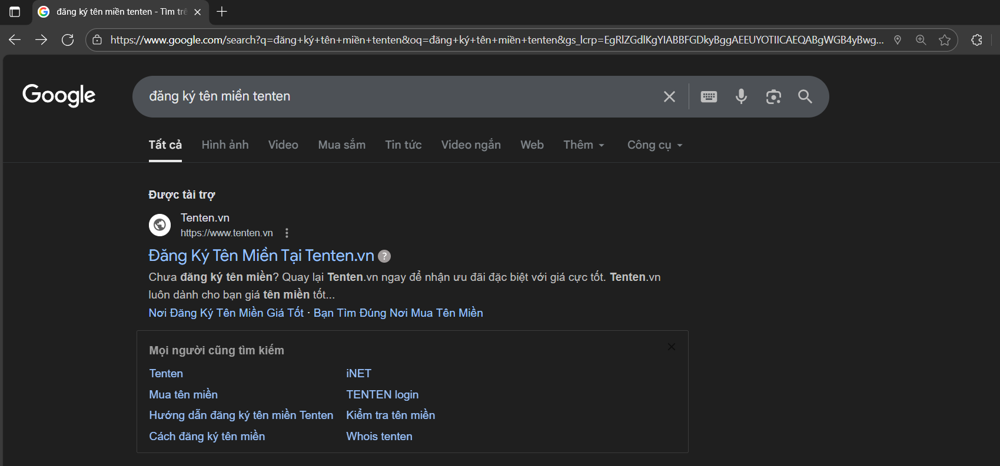 đăng ký tên miền tenten - Tìm trê
https://www.google.com/search?q=đăng+ký+tên+miền+tenten&oq=đăng+ký+tên+miền+tenten&gs_lcrp=EgRlZGdlKgYIABBFGDkyBggAEEUYOTIICAEQABgWGB4yBwg...
Google
đăng ký tên miền tenten
Tất cả Hình ảnh Video Mua sắm Tin tức Video ngắn Web Thêm Công cụ
Được tài trợ
Tenten.vn
https://www.tenten.vn
Đăng Ký Tên Miền Tại Tenten.vn ?
Chưa đăng ký tên miền? Quay lại Tenten.vn ngay để nhận ưu đãi đặc biệt với giá cực tốt. Tenten.vn
luôn dành cho bạn giá tên miền tốt...
Nơi Đăng Ký Tên Miền Giá Tốt · Bạn Tìm Đúng Nơi Mua Tên Miền
Mọi người cũng tìm kiếm
Tenten iNET
Mua tên miền TENTEN login
Hướng dẫn đăng ký tên miền Tenten Kiểm tra tên miền
Cách đăng ký tên miền Whois tenten